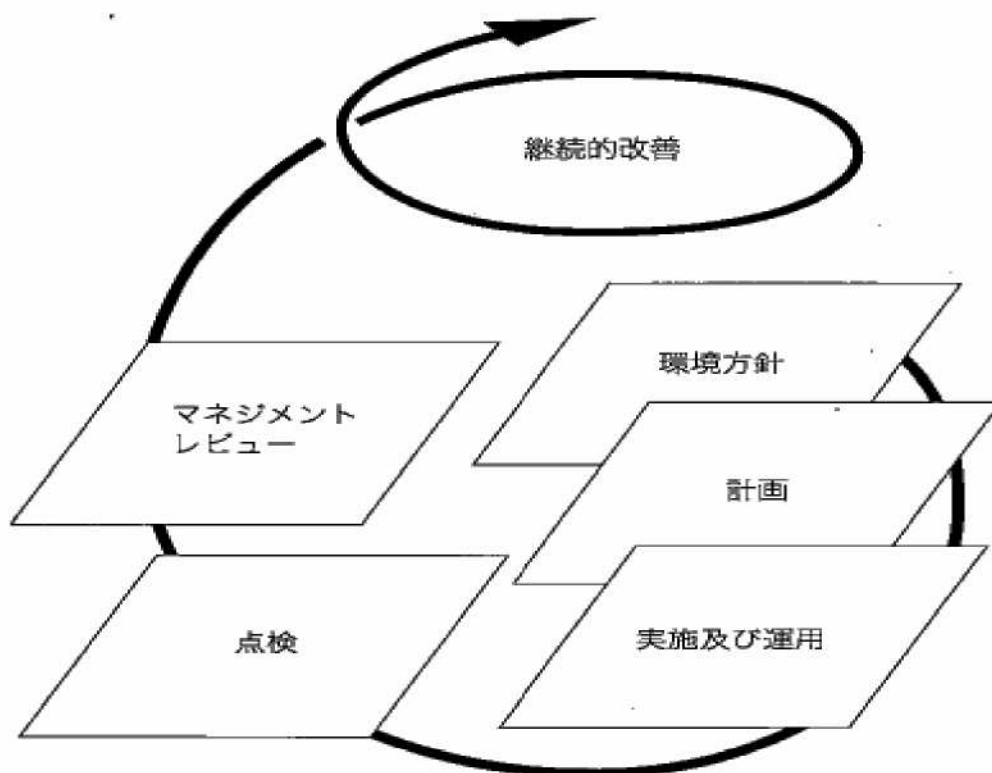 継続的改善
環境方針
マネジメント
レビュー
計画
実施及び運用
点検